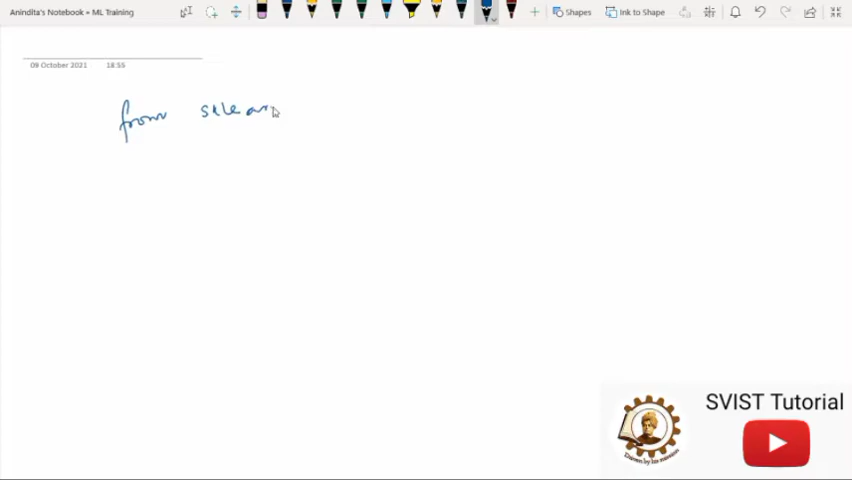 Anindita's Notebook » ML Training
Shapes
Ink to Shape
09 October 2021 18:55
from sklear
SVIST Tutorial